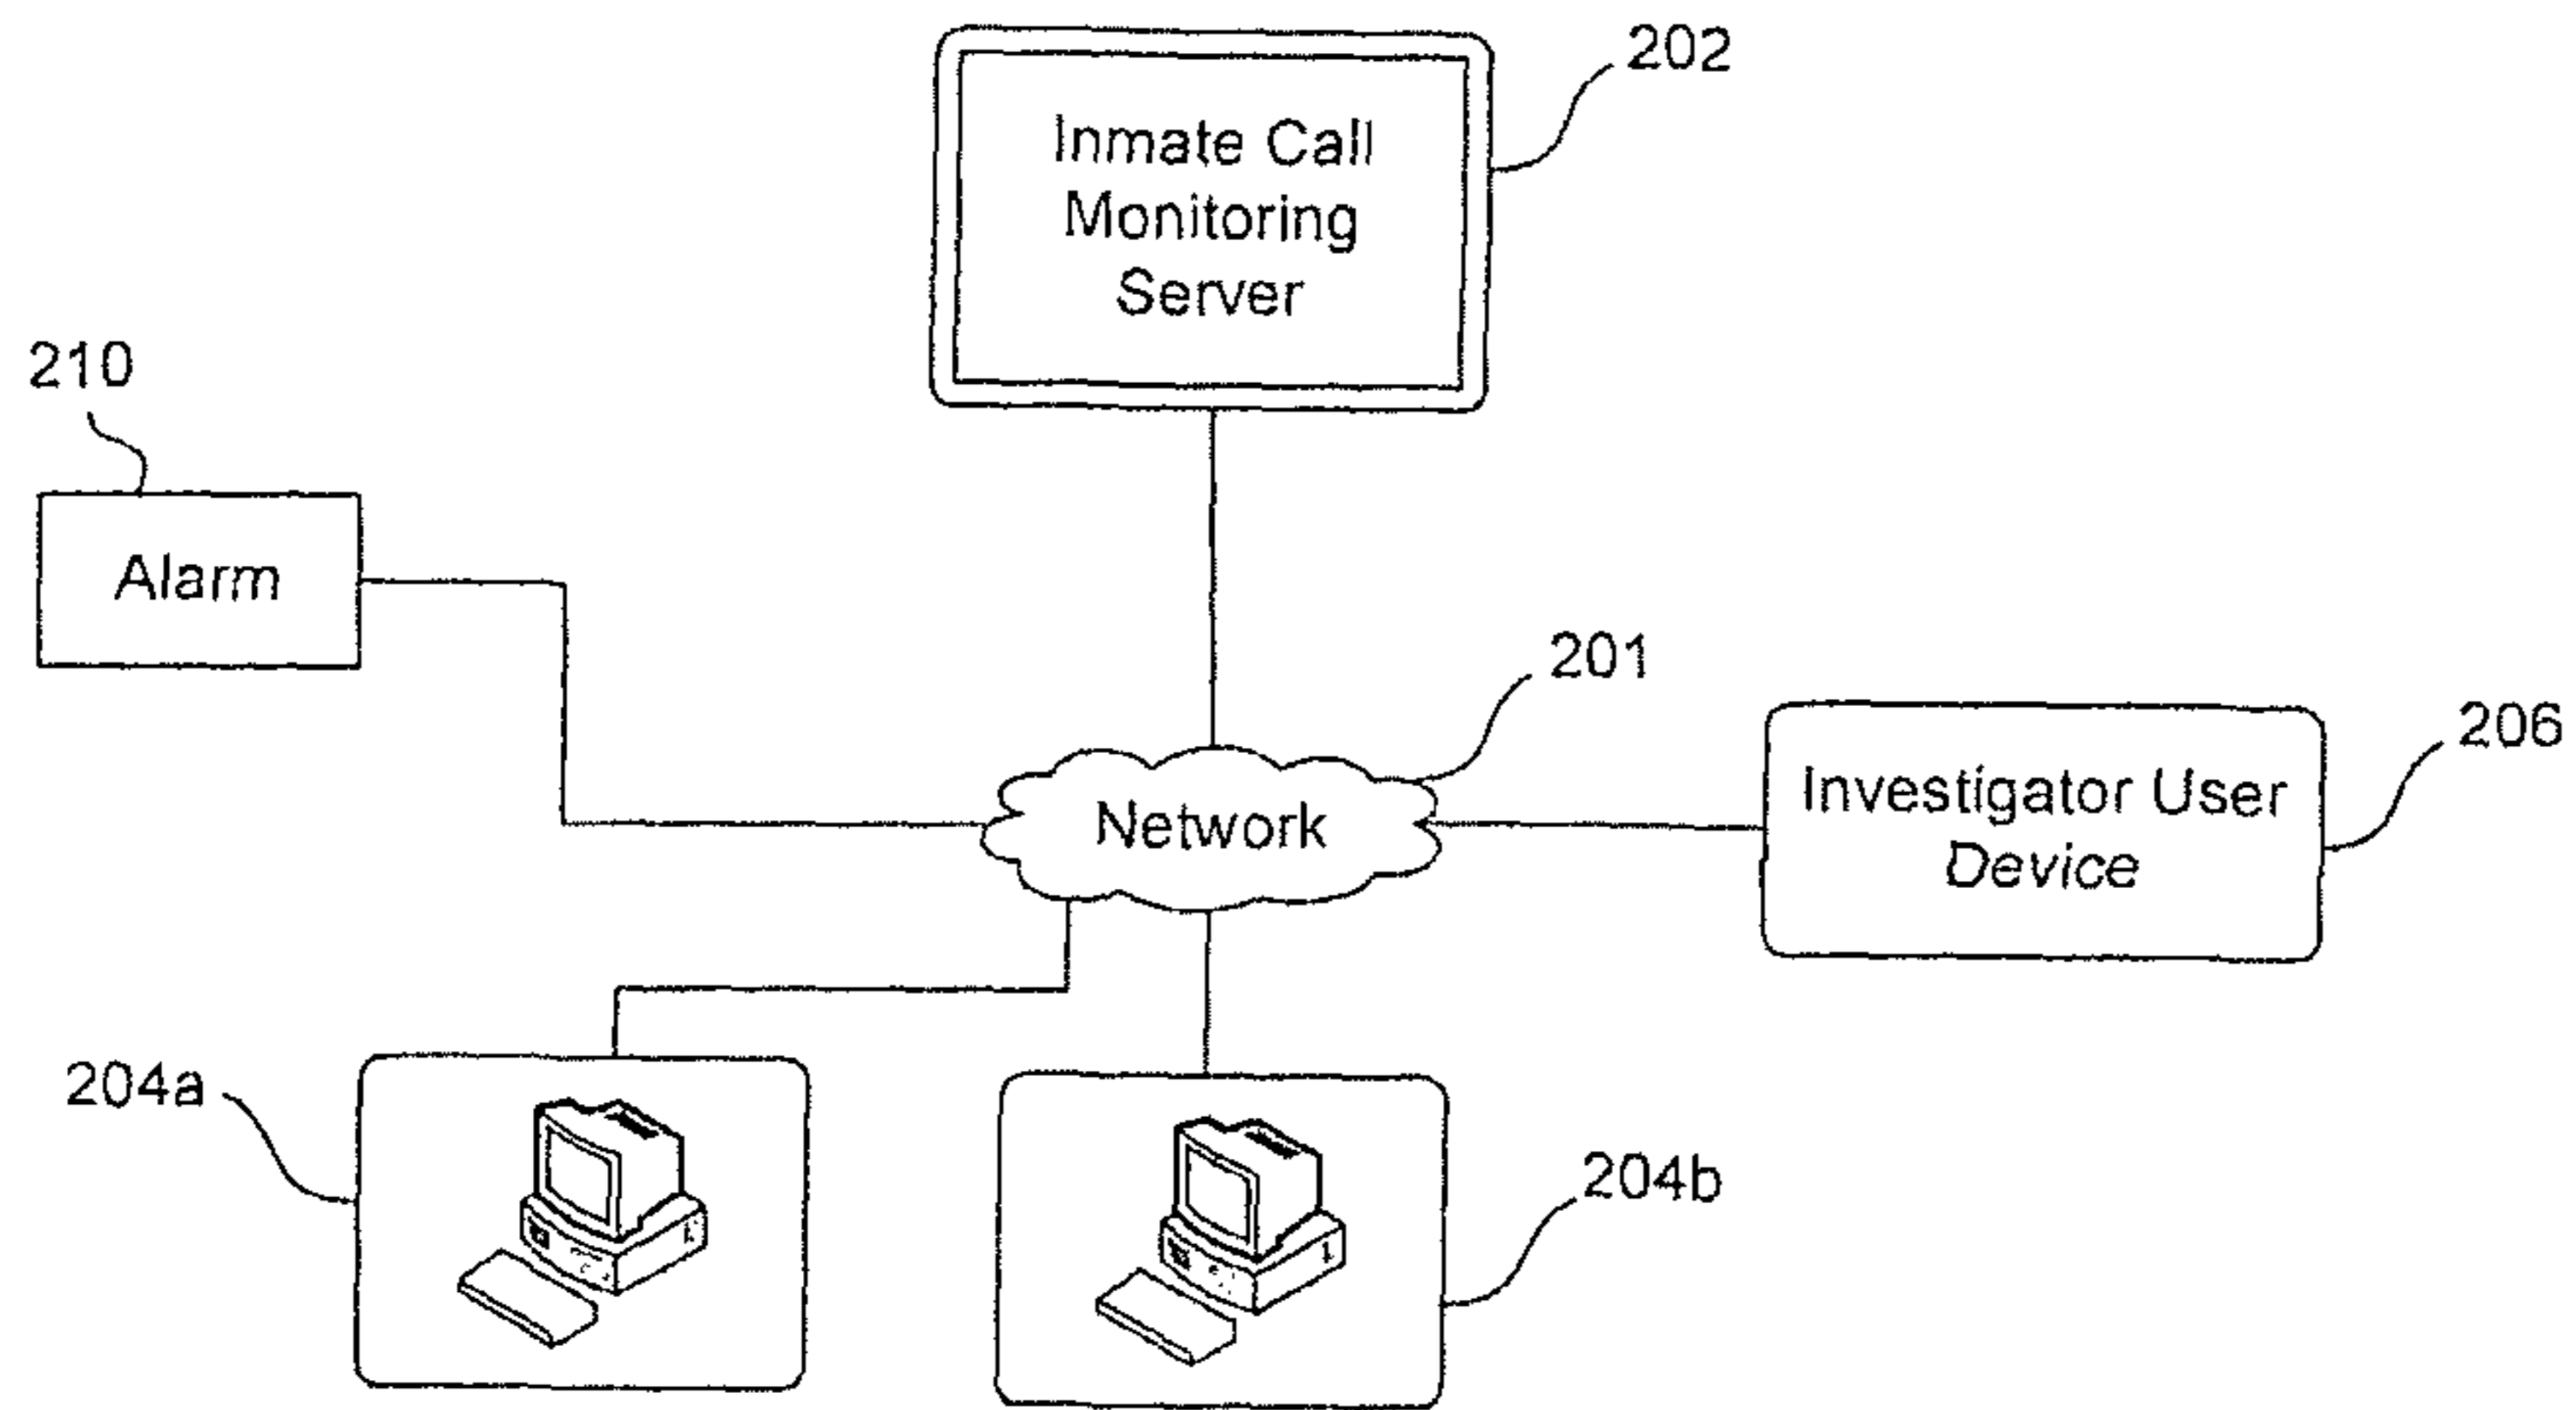 202
Inmate Call
Monitoring
Server
210
Alarm
201
Network
206
Investigator User
Device
204a
204b